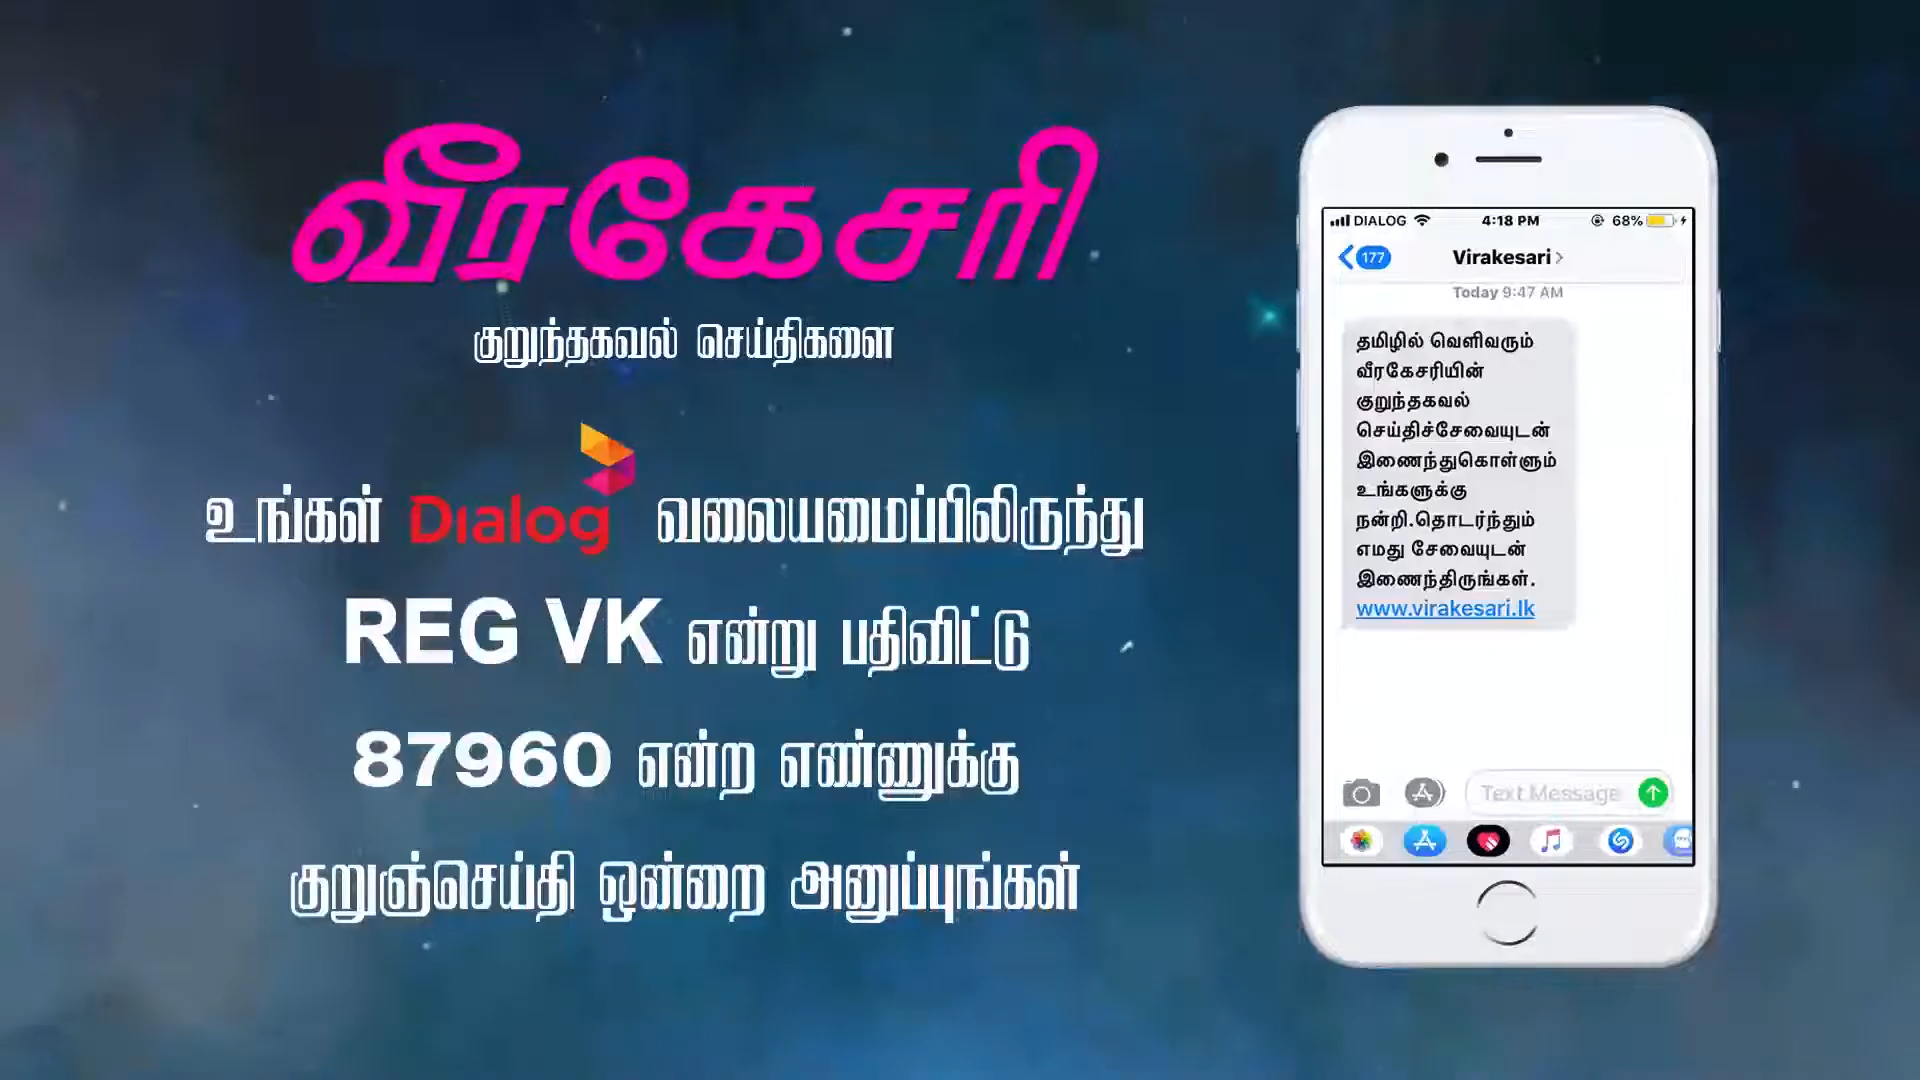 வீரகேசரி
குறுந்தகவல் செய்திகளை
உங்கள் Dialog வலையமைப்பிலிருந்து
REG VK என்று பதிவிட்டு
87960 என்ற எண்ணுக்கு
குறுஞ்செய்தி ஒன்றை அனுப்புங்கள்
DIALOG 4:18 PM 68%
177 Virakesari
Today 9:47 AM
தமிழில் வெளிவரும்
வீரகேசரியின்
குறுந்தகவல்
செய்திச்சேவையுடன்
இணைந்துகொள்ளும்
உங்களுக்கு
நன்றி.தொடர்ந்தும்
எமது சேவையுடன்
இணைந்திருங்கள்.
www.virakesari.lk
Text Message